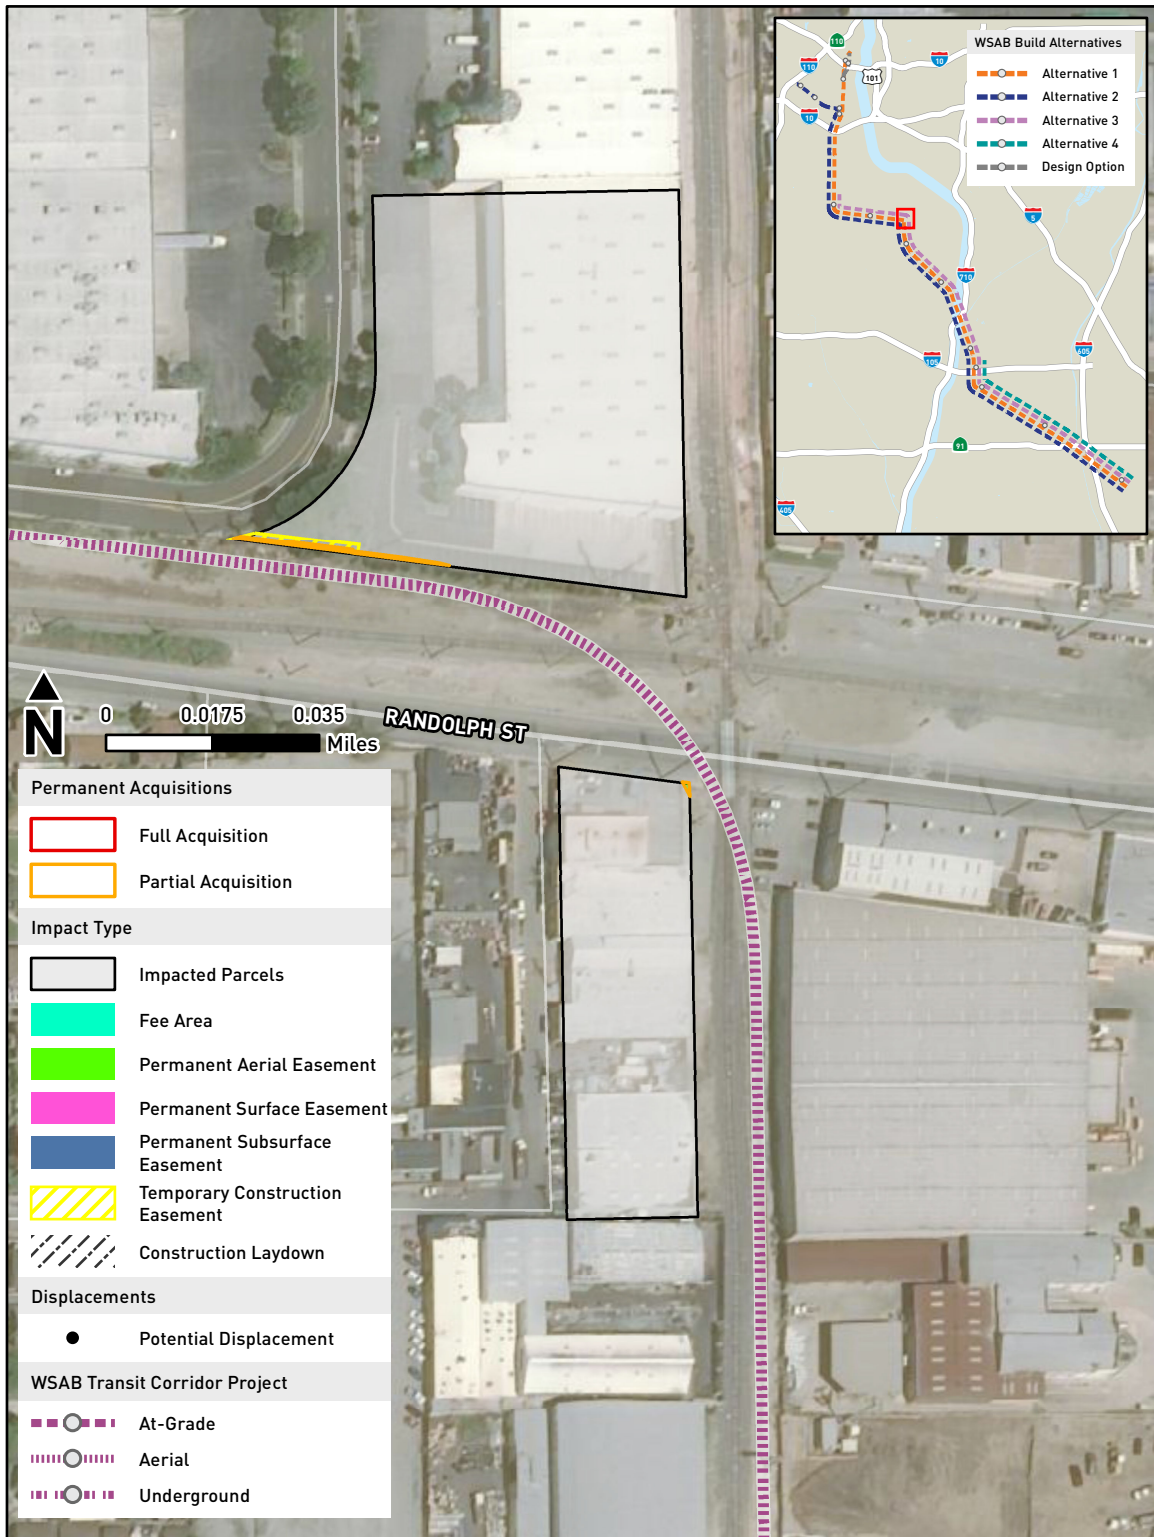 WSAB Build Alternatives
Alternative 1
Alternative 2
Alternative 3
Alternative 4
Design Option
110
110
101
10
10
5
710
105
605
91
405
RANDOLPH ST
N
0 0.0175 0.035
Miles
Permanent Acquisitions
Full Acquisition
Partial Acquisition
Impact Type
Impacted Parcels
Fee Area
Permanent Aerial Easement
Permanent Surface Easement
Permanent Subsurface
Easement
Temporary Construction
Easement
Construction Laydown
Displacements
Potential Displacement
WSAB Transit Corridor Project
At-Grade
Aerial
Underground